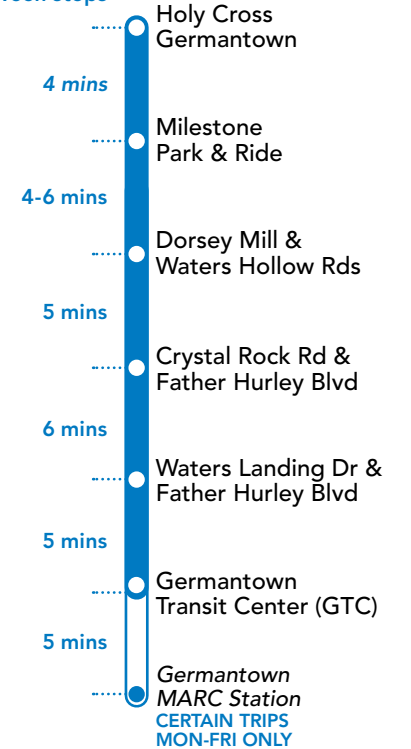 Holy Cross
Germantown
4 mins
Milestone
Park & Ride
4-6 mins
Dorsey Mill &
Waters Hollow Rds
5 mins
Crystal Rock Rd &
Father Hurley Blvd
6 mins
Waters Landing Dr &
Father Hurley Blvd
5 mins
Germantown
Transit Center (GTC)
5 mins
Germantown
MARC Station
CERTAIN TRIPS
MON-FRI ONLY